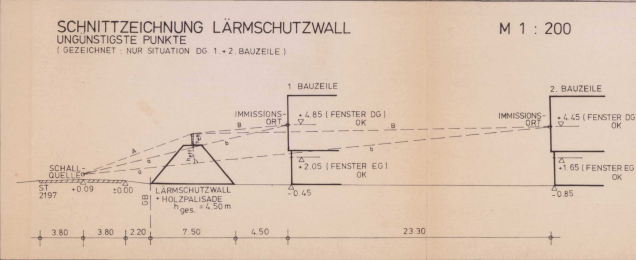 SCHNITTZEICHNUNG LÄRMSCHUTZWALL
M 1 : 200
UNGÜNSTIGSTE PUNKTE
( GEZEICHNET : NUR SITUATION DG 1.+2. BAUZEILE )
1. BAUZEILE
2. BAUZEILE
IMMISSIONS-
ORT
+ 4.85 ( FENSTER DG )
OK
IMMISSIONS-
ORT
+ 4.45 ( FENSTER DG )
OK
A
B
B
a
b
b
a
h
SCHALL-
QUELLE
+ 2.05 ( FENSTER EG )
OK
+ 1.65 ( FENSTER EG )
OK
ST
2197
+0.09
±0.00
GB
LÄRMSCHUTZWALL
+ HOLZPALISADE
h ges. = 4.50 m
- 0.45
- 0.85
3.80
3.80
2.20
7.50
4.50
23.30